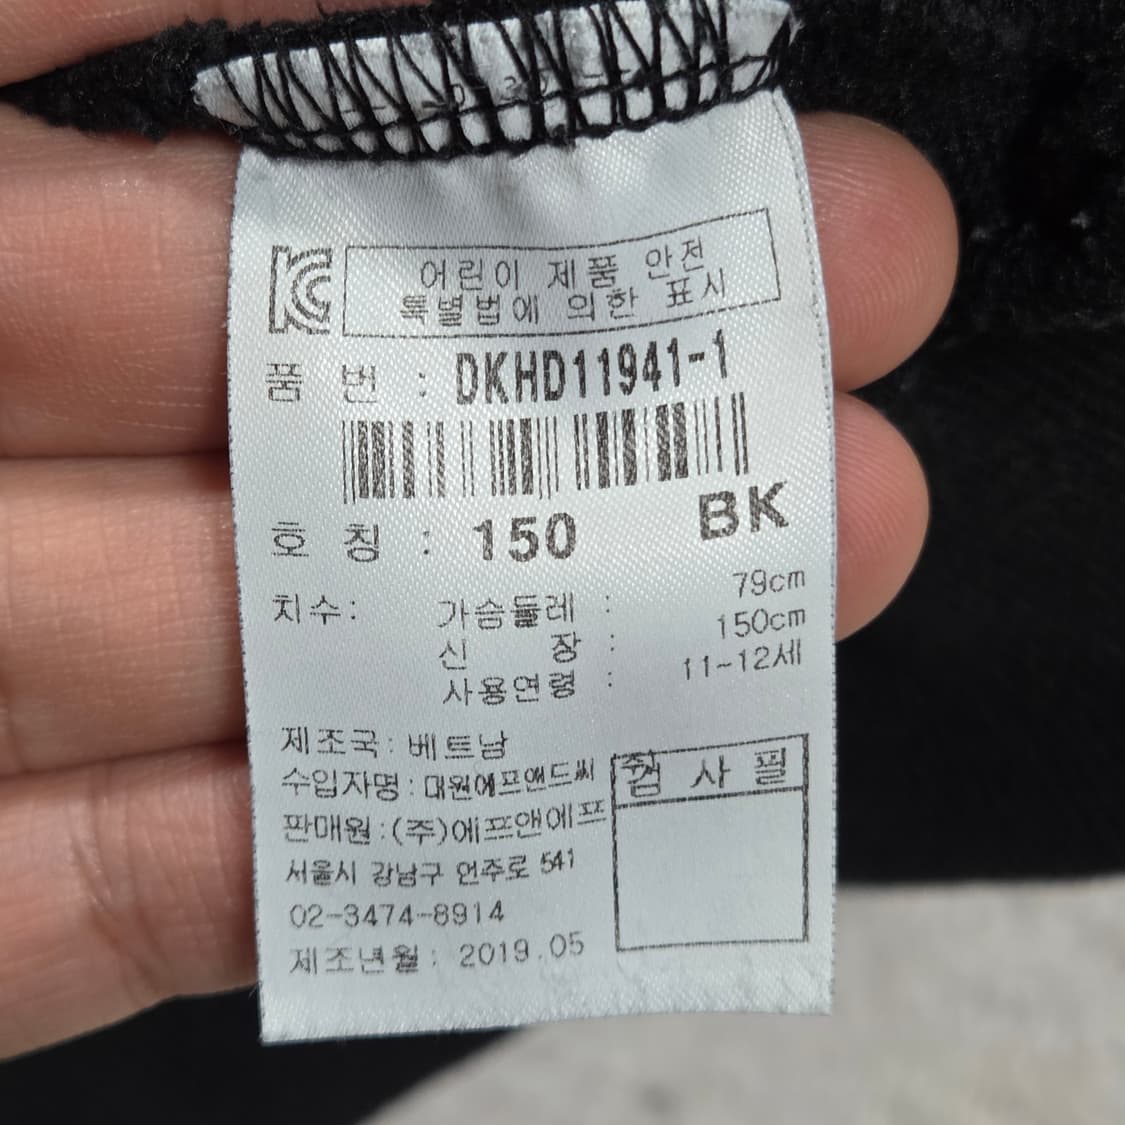 KC
어린이 제품 안전
특별법에 의한 표시
품 번 : DKHD11941-1
호 칭 : 150 BK
치수: 가슴둘레 : 79cm
신 장 : 150cm
사용연령 : 11-12세
제조국: 베트남
수입자명: 대원에프앤드씨㈜
판매원:(주)에프앤에프
서울시 강남구 언주로 541
02-3474-8914
제조년월: 2019.05
검 사 필